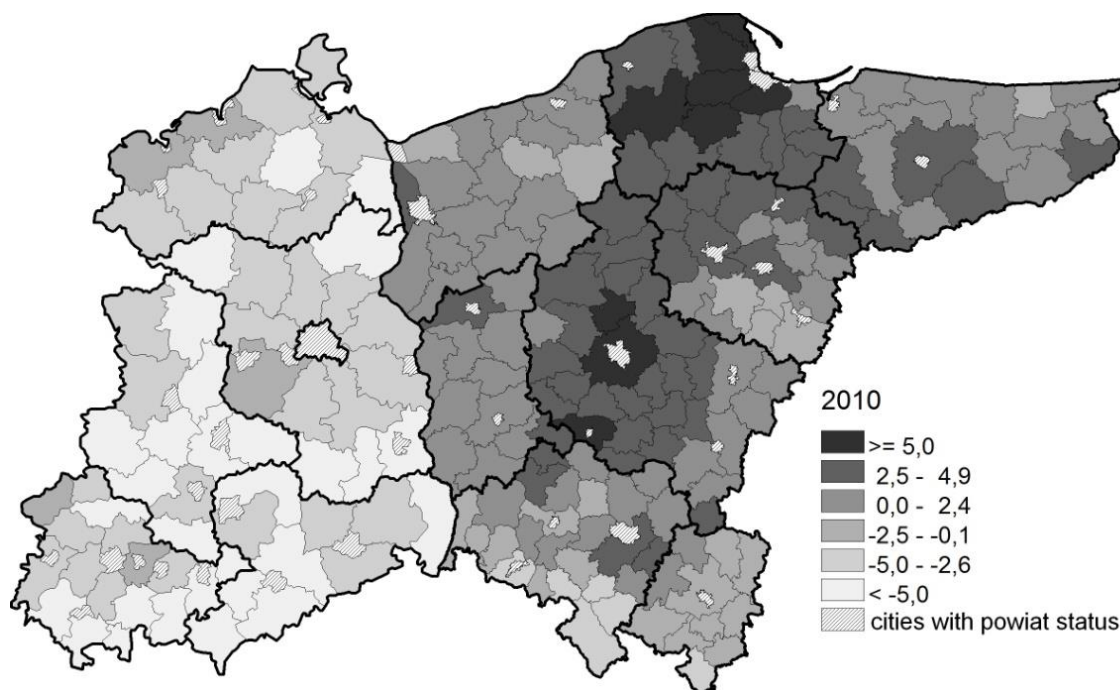 2010
>= 5,0
2,5 - 4,9
0,0 - 2,4
-2,5 - -0,1
-5,0 - -2,6
< -5,0
cities with powiat status